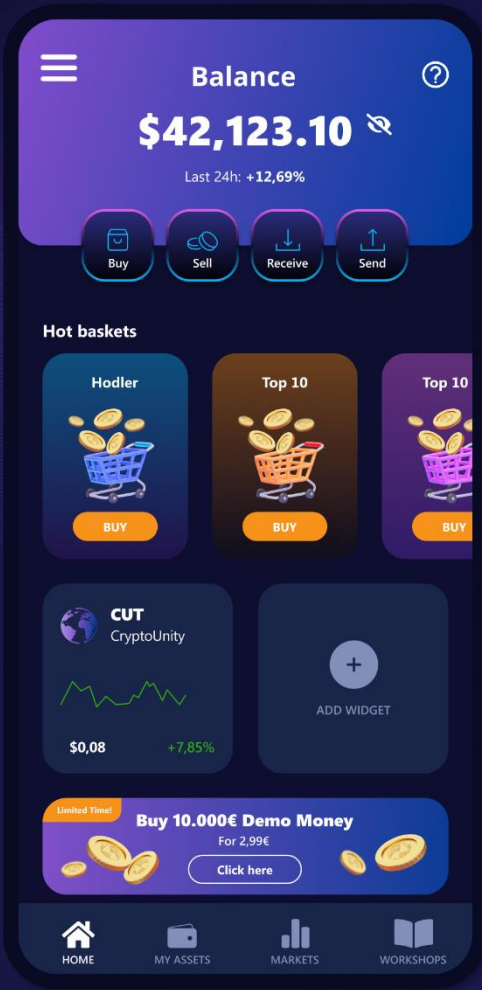 Balance
$42,123.10
Last 24h: +12,69%
Buy
Sell
Receive
Send
Hot baskets
Hodler
Top 10
Top 10
BUY
BUY
BUY
CUT
CryptoUnity
$0,08
+7,85%
ADD WIDGET
Limited Time!
Buy 10.000€ Demo Money
For 2,99€
Click here
HOME
MY ASSETS
MARKETS
WORKSHOPS